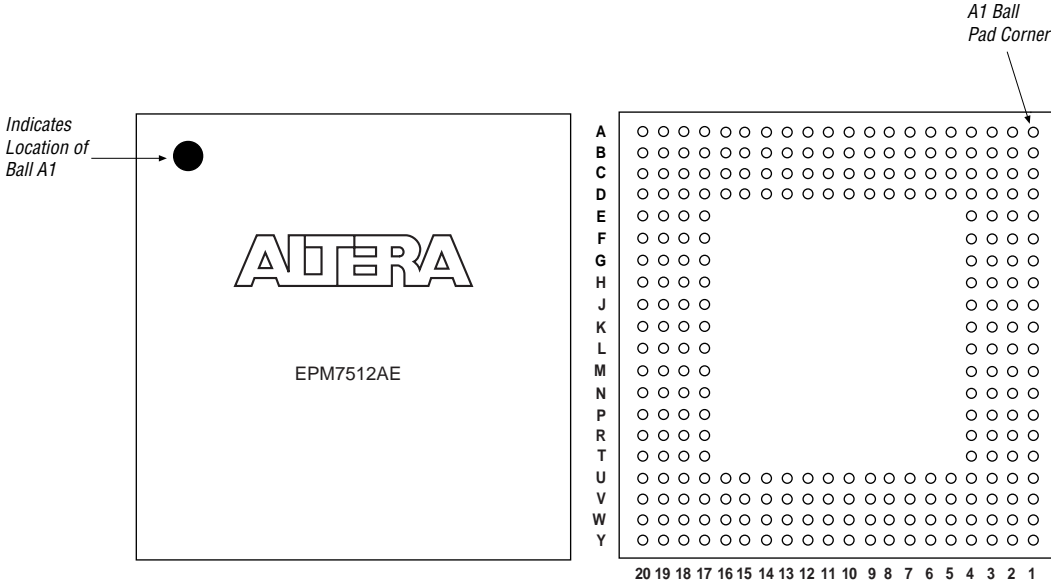 A1 Ball
Pad Corner
Indicates
Location of
Ball A1
ALTERA
EPM7512AE
A
B
C
D
E
F
G
H
J
K
L
M
N
P
R
T
U
V
W
Y
20 19 18 17 16 15 14 13 12 11 10 9 8 7 6 5 4 3 2 1